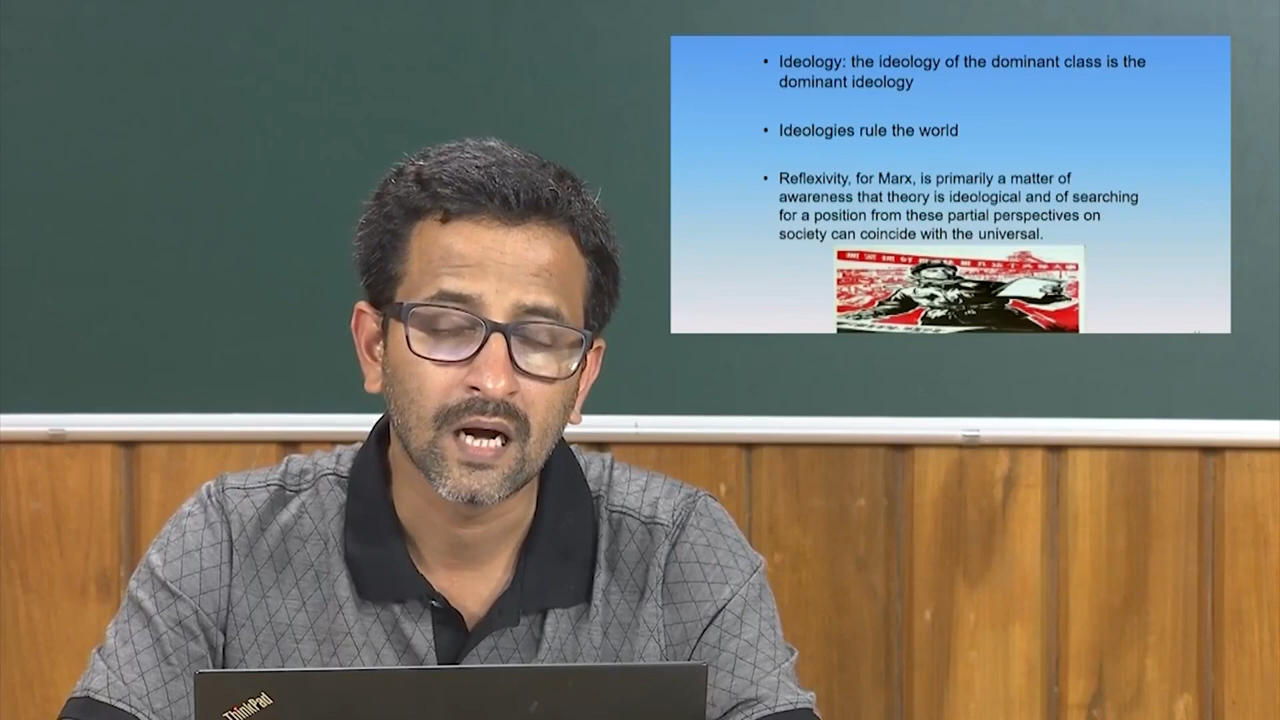 • Ideology: the ideology of the dominant class is the
dominant ideology
• Ideologies rule the world
• Reflexivity, for Marx, is primarily a matter of
awareness that theory is ideological and of searching
for a position from these partial perspectives on
society can coincide with the universal.
ThinkPad